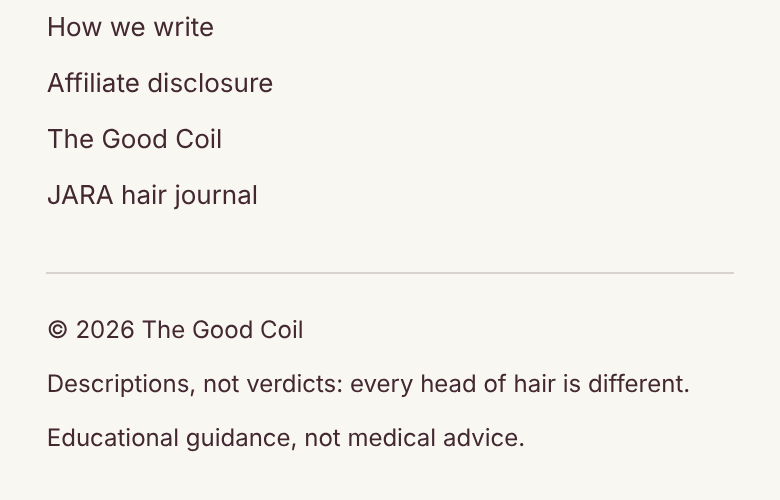 How we write
Affiliate disclosure
The Good Coil
JARA hair journal
© 2026 The Good Coil
Descriptions, not verdicts: every head of hair is different.
Educational guidance, not medical advice.